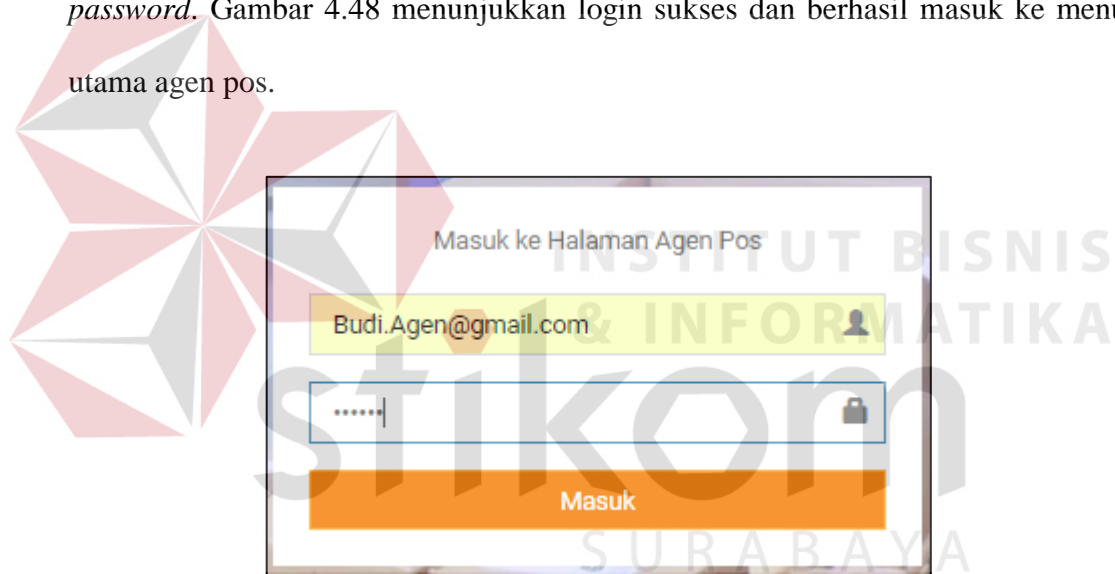 password. Gambar 4.48 menunjukkan login sukses dan berhasil masuk ke menu
utama agen pos.
Masuk ke Halaman Agen Pos
INSTITUT BISNIS
Budi.Agen@gmail.com
& INFORMATIKA
stikom
••••••
Masuk
SURABAYA